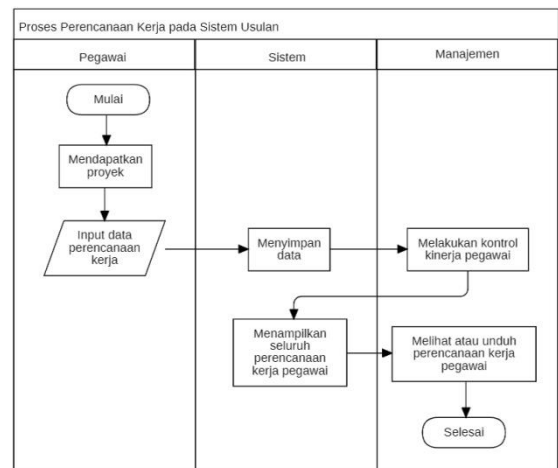 Proses Perencanaan Kerja pada Sistem Usulan
Pegawai
Sistem
Manajemen
Mulai
Mendapatkan
proyek
Input data
perencanaan
kerja
Menyimpan
data
Melakukan kontrol
kinerja pegawai
Menampilkan
seluruh
perencanaan
kerja pegawai
Melihat atau unduh
perencanaan kerja
pegawai
Selesai